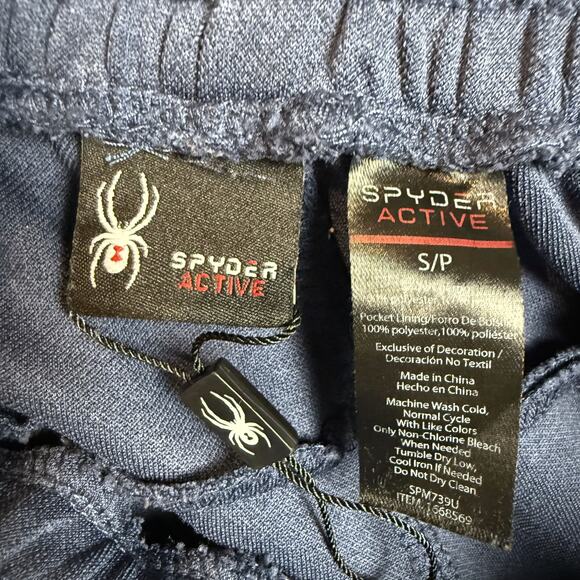 SPYDER
ACTIVE
SPYDER
ACTIVE
S/P
Pocket Lining/Forro De
100% polyester,100% poliéster
Exclusive of Decoration/
Decoración No Textil
Made in China
Hecho en China
Machine Wash Cold,
Normal Cycle
With Like Colors
Only Non-Chlorine Bleach
When Needed
Tumble Dry Low,
Cool Iron If Needed
Do Not Dry Clean
SPM739U
ITEM 1668569